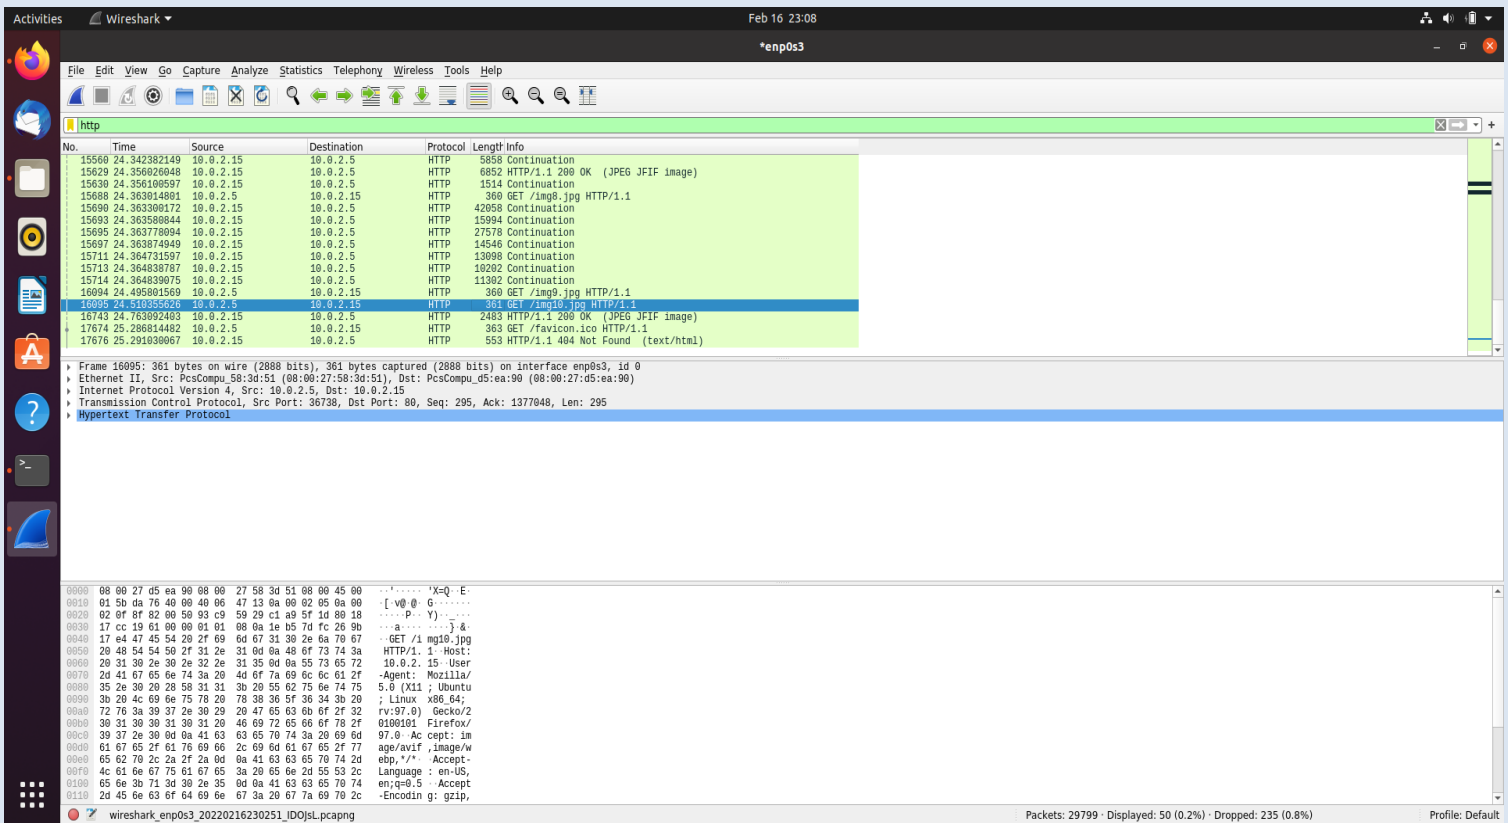 Activities Wireshark Feb 16 23:08
*enp0s3
File Edit View Go Capture Analyze Statistics Telephony Wireless Tools Help
http
No. Time Source Destination Protocol Length Info
15560 24.342382149 10.0.2.15 10.0.2.5 HTTP 5858 Continuation
15629 24.356026048 10.0.2.15 10.0.2.5 HTTP 6852 HTTP/1.1 200 OK (JPEG JFIF image)
15630 24.356100597 10.0.2.15 10.0.2.5 HTTP 1514 Continuation
15688 24.363014801 10.0.2.5 10.0.2.15 HTTP 360 GET /img8.jpg HTTP/1.1
15690 24.363300172 10.0.2.15 10.0.2.5 HTTP 42058 Continuation
15693 24.363580844 10.0.2.15 10.0.2.5 HTTP 15994 Continuation
15695 24.363778094 10.0.2.15 10.0.2.5 HTTP 27578 Continuation
15697 24.363874949 10.0.2.15 10.0.2.5 HTTP 14546 Continuation
15711 24.364731597 10.0.2.15 10.0.2.5 HTTP 13098 Continuation
15713 24.364838787 10.0.2.15 10.0.2.5 HTTP 10202 Continuation
15714 24.364839075 10.0.2.15 10.0.2.5 HTTP 11302 Continuation
16094 24.495801569 10.0.2.5 10.0.2.15 HTTP 360 GET /img9.jpg HTTP/1.1
16095 24.510355626 10.0.2.5 10.0.2.15 HTTP 361 GET /img10.jpg HTTP/1.1
16743 24.763092403 10.0.2.15 10.0.2.5 HTTP 2483 HTTP/1.1 200 OK (JPEG JFIF image)
17674 25.286814482 10.0.2.5 10.0.2.15 HTTP 363 GET /favicon.ico HTTP/1.1
17676 25.291030067 10.0.2.15 10.0.2.5 HTTP 553 HTTP/1.1 404 Not Found (text/html)
Frame 16095: 361 bytes on wire (2888 bits), 361 bytes captured (2888 bits) on interface enp0s3, id 0
Ethernet II, Src: PcsCompu_58:3d:51 (08:00:27:58:3d:51), Dst: PcsCompu_d5:ea:90 (08:00:27:d5:ea:90)
Internet Protocol Version 4, Src: 10.0.2.5, Dst: 10.0.2.15
Transmission Control Protocol, Src Port: 36738, Dst Port: 80, Seq: 295, Ack: 1377048, Len: 295
Hypertext Transfer Protocol
0000 08 00 27 d5 ea 90 08 00 27 58 3d 51 08 00 45 00 ··'····· 'X=Q··E·
0010 01 5b da 76 40 00 40 06 47 13 0a 00 02 05 0a 00 ·[·v@·@· G·······
0020 02 0f 8f 82 00 50 93 c9 59 29 c1 a9 5f 1d 80 18 ·····P·· Y)··_···
0030 17 cc 19 61 00 00 01 01 08 0a 1e b5 7d fc 26 9b ···a···· ····}·&·
0040 17 e4 47 45 54 20 2f 69 6d 67 31 30 2e 6a 70 67 ··GET /i mg10.jpg
0050 20 48 54 54 50 2f 31 2e 31 0d 0a 48 6f 73 74 3a HTTP/1. 1··Host:
0060 20 31 30 2e 30 2e 32 2e 31 35 0d 0a 55 73 65 72 10.0.2. 15··User
0070 2d 41 67 65 6e 74 3a 20 4d 6f 7a 69 6c 6c 61 2f -Agent: Mozilla/
0080 35 2e 30 20 28 58 31 31 3b 20 55 62 75 6e 74 75 5.0 (X11 ; Ubuntu
0090 3b 20 4c 69 6e 75 78 20 78 38 36 5f 36 34 3b 20 ; Linux x86_64;
00a0 72 76 3a 39 37 2e 30 29 20 47 65 63 6b 6f 2f 32 rv:97.0) Gecko/2
00b0 30 31 30 30 31 30 31 20 46 69 72 65 66 6f 78 2f 0100101 Firefox/
00c0 39 37 2e 30 0d 0a 41 63 63 65 70 74 3a 20 69 6d 97.0··Ac cept: im
00d0 61 67 65 2f 61 76 69 66 2c 69 6d 61 67 65 2f 77 age/avif ,image/w
00e0 65 62 70 2c 2a 2f 2a 0d 0a 41 63 63 65 70 74 2d ebp,*/*· ·Accept-
00f0 4c 61 6e 67 75 61 67 65 3a 20 65 6e 2d 55 53 2c Language : en-US,
0100 65 6e 3b 71 3d 30 2e 35 0d 0a 41 63 63 65 70 74 en;q=0.5 ··Accept
0110 2d 45 6e 63 6f 64 69 6e 67 3a 20 67 7a 69 70 2c -Encodin g: gzip,
wireshark_enp0s3_20220216230251_IDOJsL.pcapng Packets: 29799 · Displayed: 50 (0.2%) · Dropped: 235 (0.8%) Profile: Default